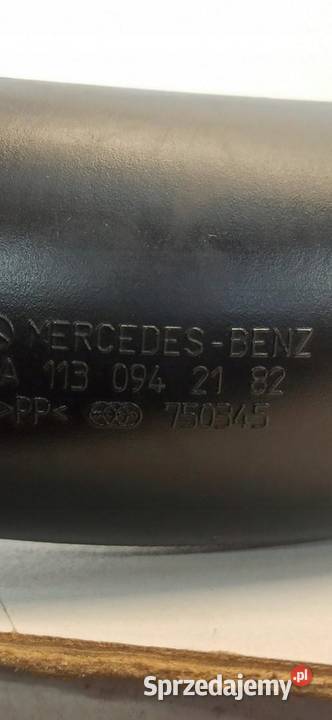 MERCEDES-BENZ
A 113 094 21 82
>PP< 750345
Sprzedajemy.pl